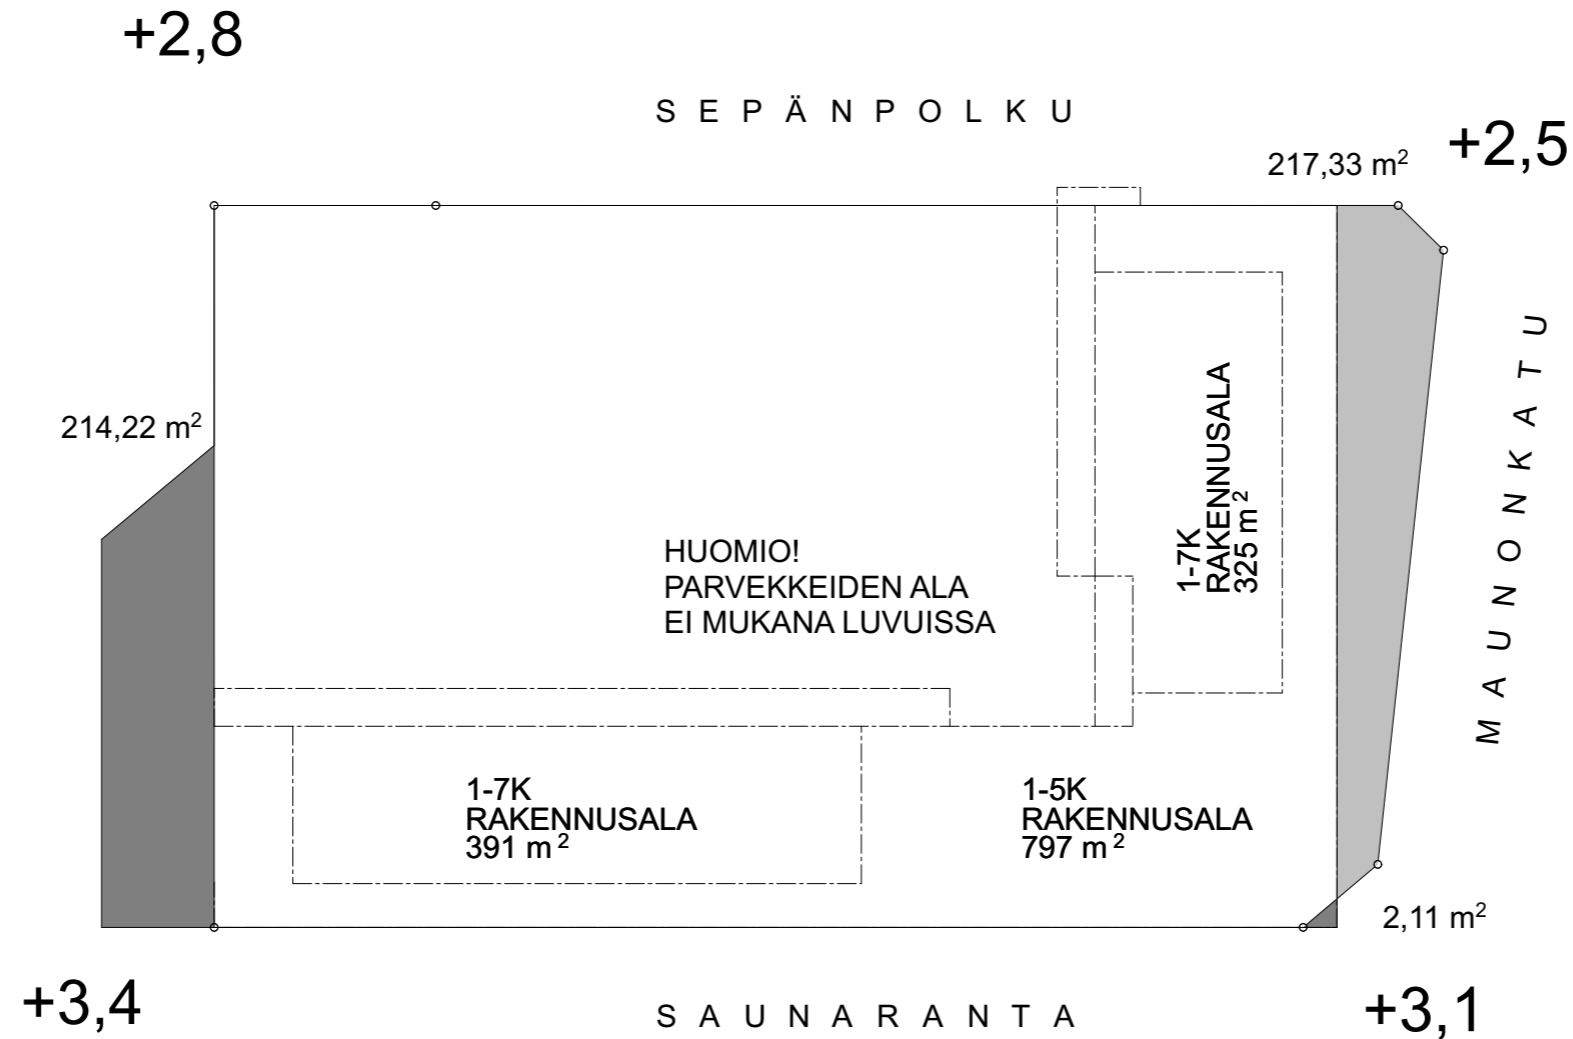 +2,8
S E P Ä N P O L K U
+2,5
217,33 m²
214,22 m²
M A U N O N K A T U
1-7K
RAKENNUSALA
325 m²
HUOMIO!
PARVEKKEIDEN ALA
EI MUKANA LUVUISSA
1-7K
RAKENNUSALA
391 m²
1-5K
RAKENNUSALA
797 m²
2,11 m²
+3,4
S A U N A R A N T A
+3,1